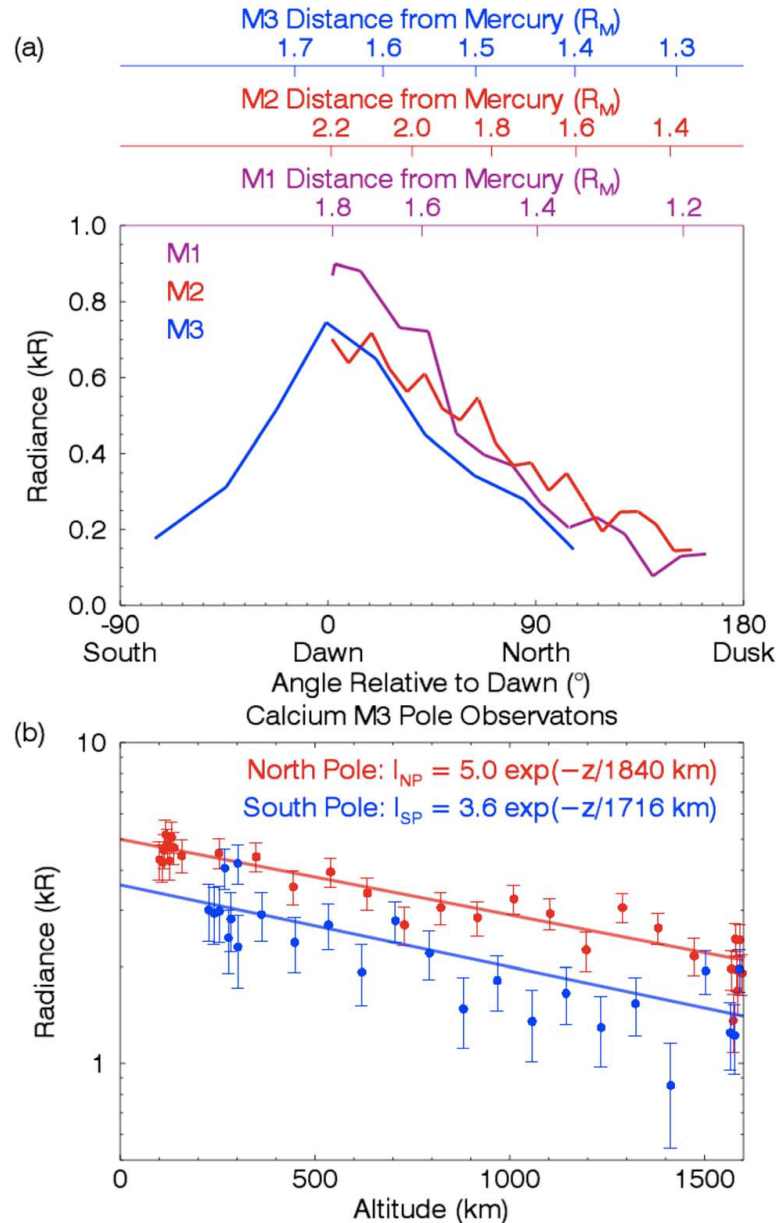 (a)
M3 Distance from Mercury (R_M)
1.7 1.6 1.5 1.4 1.3
M2 Distance from Mercury (R_M)
2.2 2.0 1.8 1.6 1.4
M1 Distance from Mercury (R_M)
1.8 1.6 1.4 1.2
1.0
0.8
0.6
0.4
0.2
0.0
Radiance (kR)
M1
M2
M3
-90 0 90 180
South Dawn North Dusk
Angle Relative to Dawn (°)
Calcium M3 Pole Observatons
(b)
10
1
Radiance (kR)
North Pole: I_NP = 5.0 exp(−z/1840 km)
South Pole: I_SP = 3.6 exp(−z/1716 km)
0 500 1000 1500
Altitude (km)